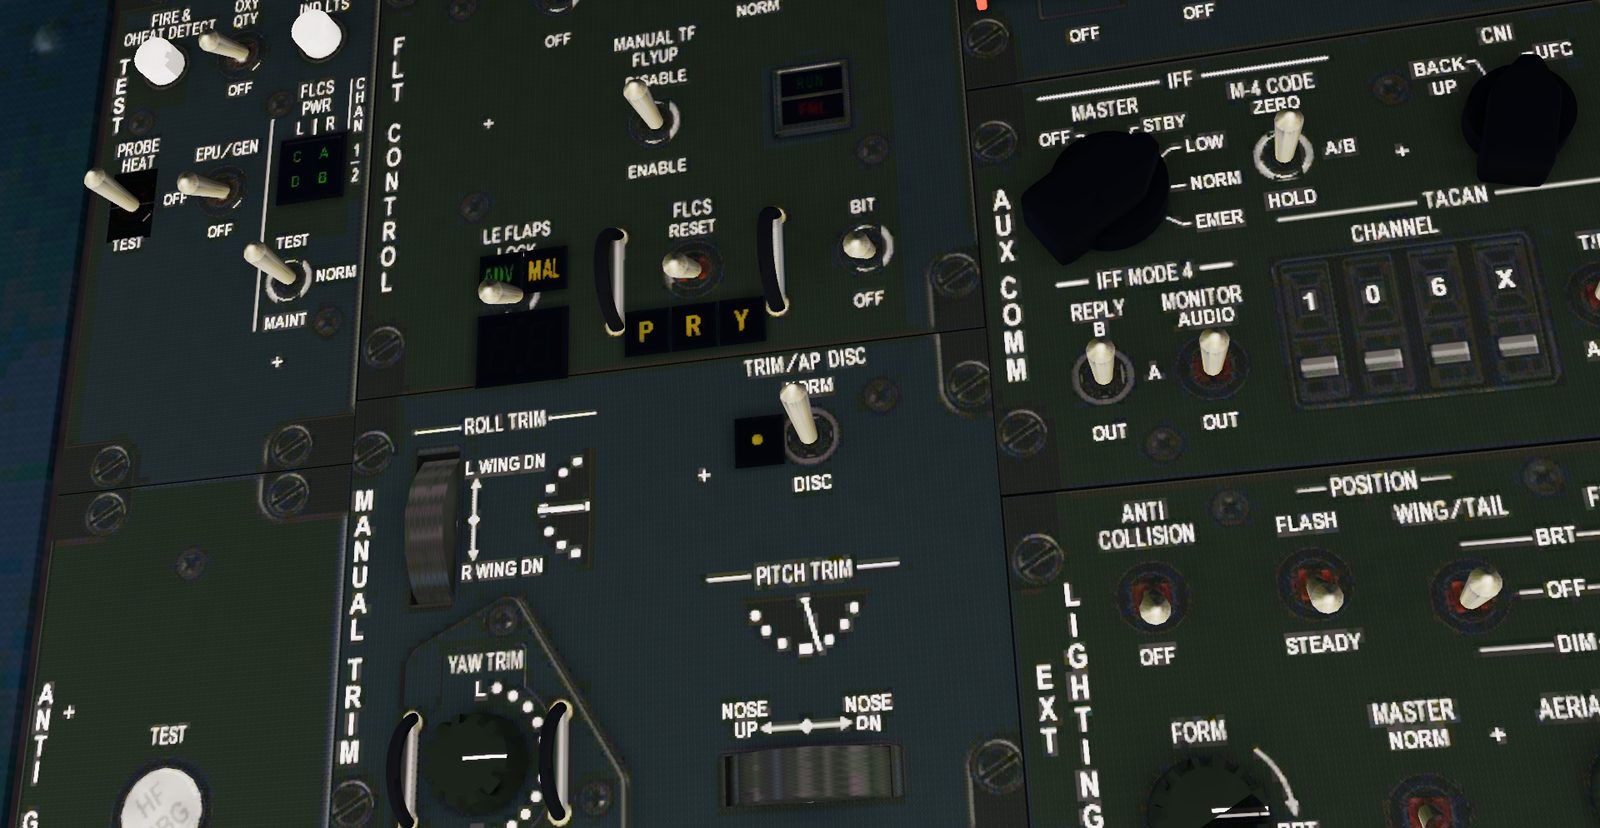 FIRE &
OHEAT DETECT
OXY
QTY
IND LTS
OFF
TEST
FLCS
PWR
L R
CHAN
1
2
C A
D B
PROBE
HEAT
OFF
TEST
EPU/GEN
OFF
TEST
NORM
MAINT
FLT CONTROL
OFF
NORM
MANUAL TF
FLYUP
DISABLE
ENABLE
RUN
FAIL
LE FLAPS
LOCK
ADV
MAL
FLCS
RESET
BIT
OFF
P R Y
OFF
OFF
AUX COMM
IFF
MASTER
OFF
STBY
LOW
NORM
EMER
M-4 CODE
ZERO
A/B
HOLD
CNI
BACK
UP
UFC
TACAN
CHANNEL
1 0 6 X
IFF MODE 4
REPLY
B
A
OUT
MONITOR
AUDIO
OUT
MANUAL TRIM
ROLL TRIM
L WING DN
R WING DN
TRIM/AP DISC
NORM
DISC
PITCH TRIM
NOSE
UP
NOSE
DN
YAW TRIM
L
EXT
LIGHTING
ANTI
COLLISION
OFF
POSITION
FLASH
STEADY
WING/TAIL
BRT
OFF
DIM
FORM
MASTER
NORM
ANTI G
TEST